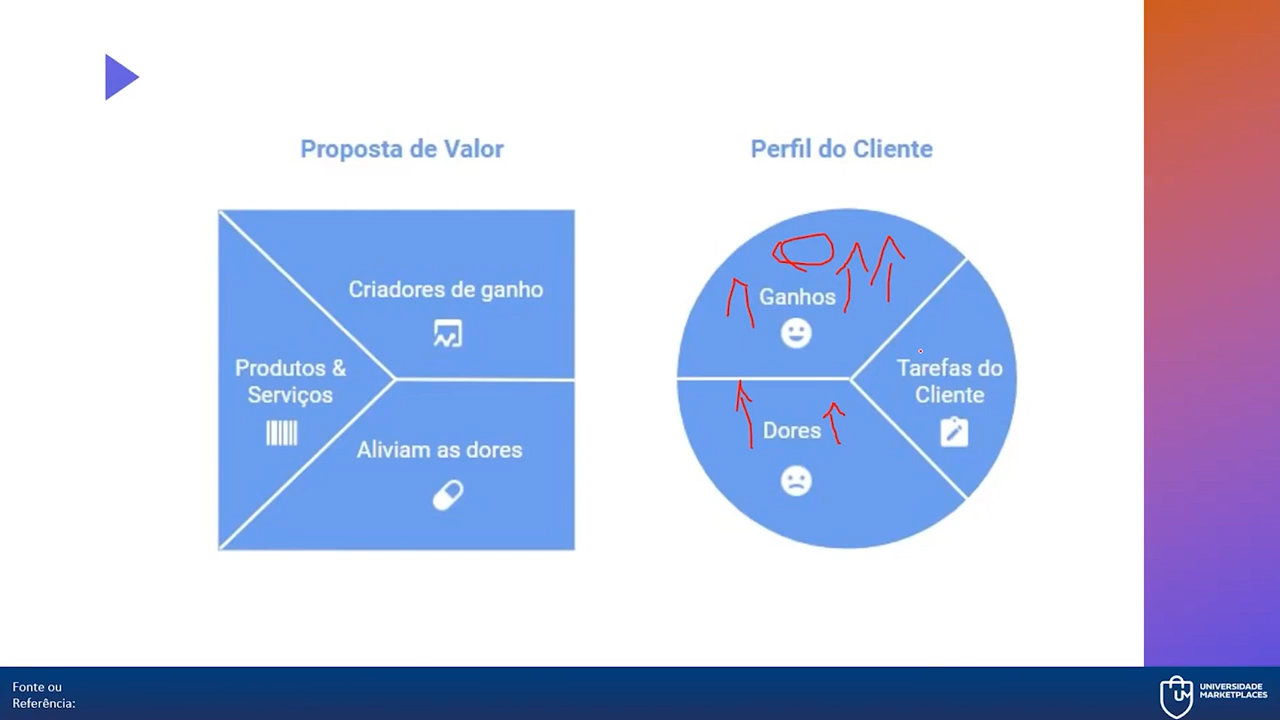 Proposta de Valor
Perfil do Cliente
Criadores de ganho
Produtos &
Serviços
Aliviam as dores
Ganhos
Tarefas do
Cliente
Dores
Fonte ou
Referência:
UM
UNIVERSIDADE
MARKETPLACES